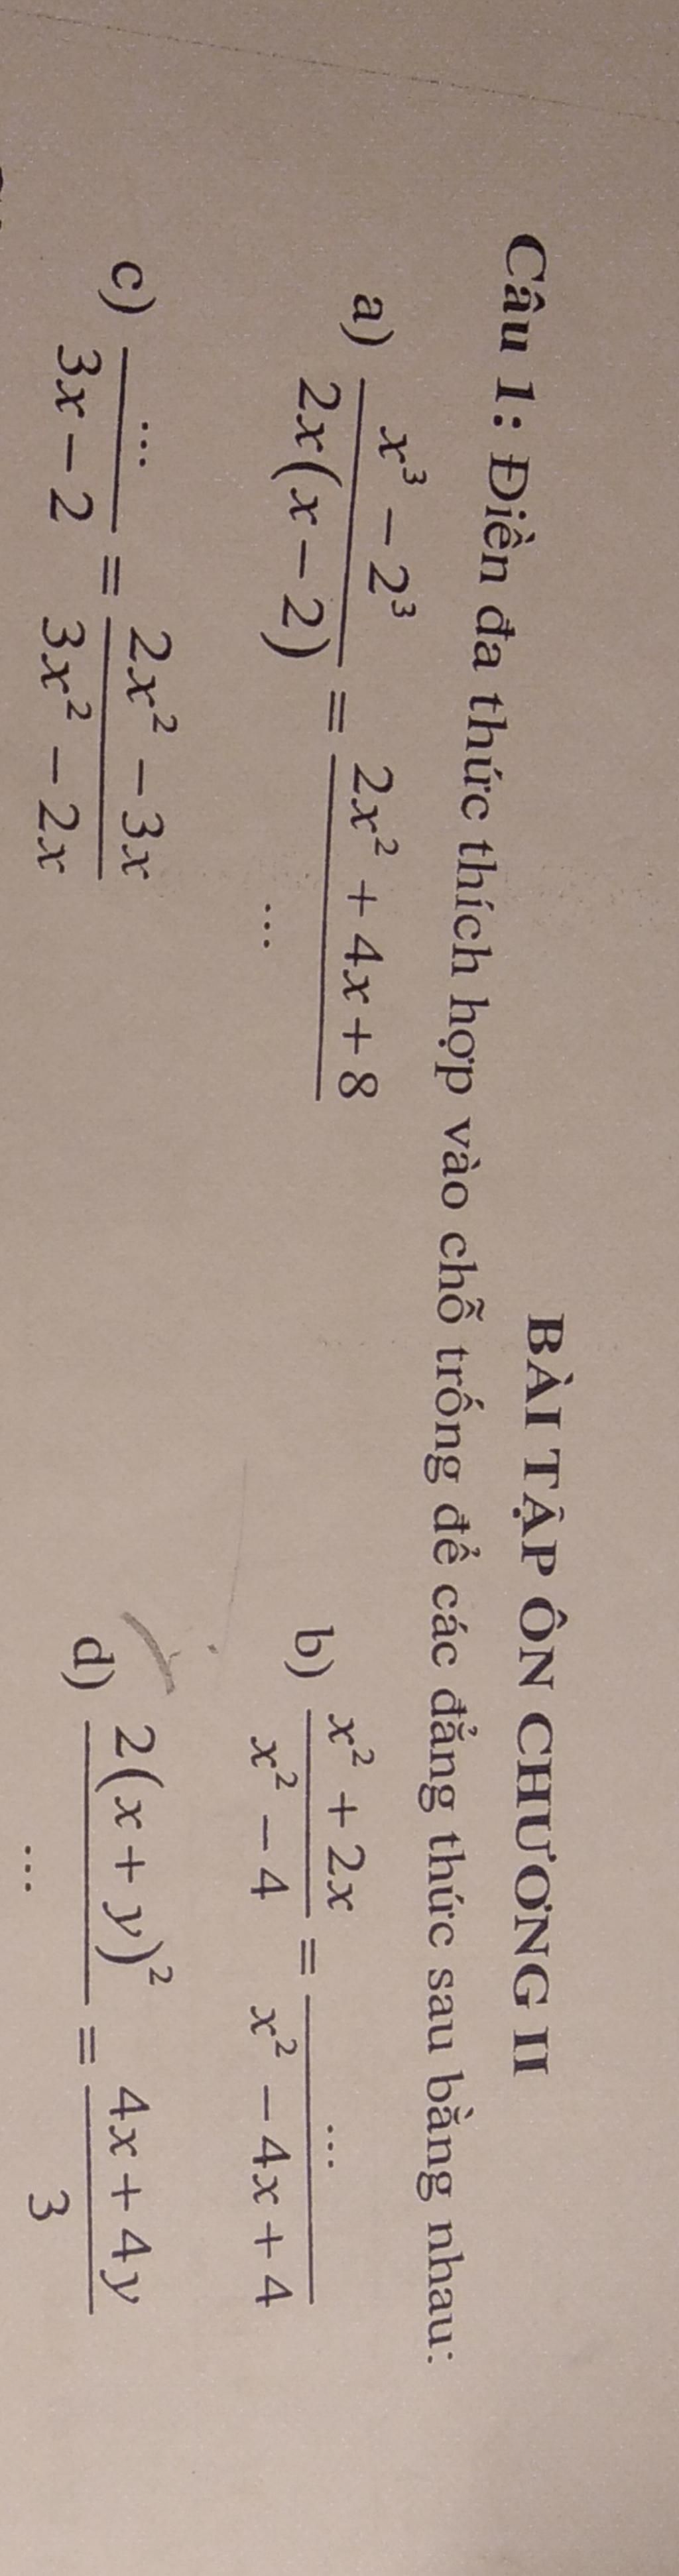 BÀI TẬP ÔN CHƯƠNG II
Câu 1: Điền đa thức thích hợp vào chỗ trống để các đẳng thức sau bằng nhau:
a) \frac{x^3 - 2^3}{2x(x-2)} = \frac{2x^2 + 4x + 8}{...} b) \frac{x^2 + 2x}{x^2 - 4} = \frac{...}{x^2 - 4x + 4}
c) \frac{...}{3x - 2} = \frac{2x^2 - 3x}{3x^2 - 2x} d) \frac{2(x+y)^2}{...} = \frac{4x + 4y}{3}